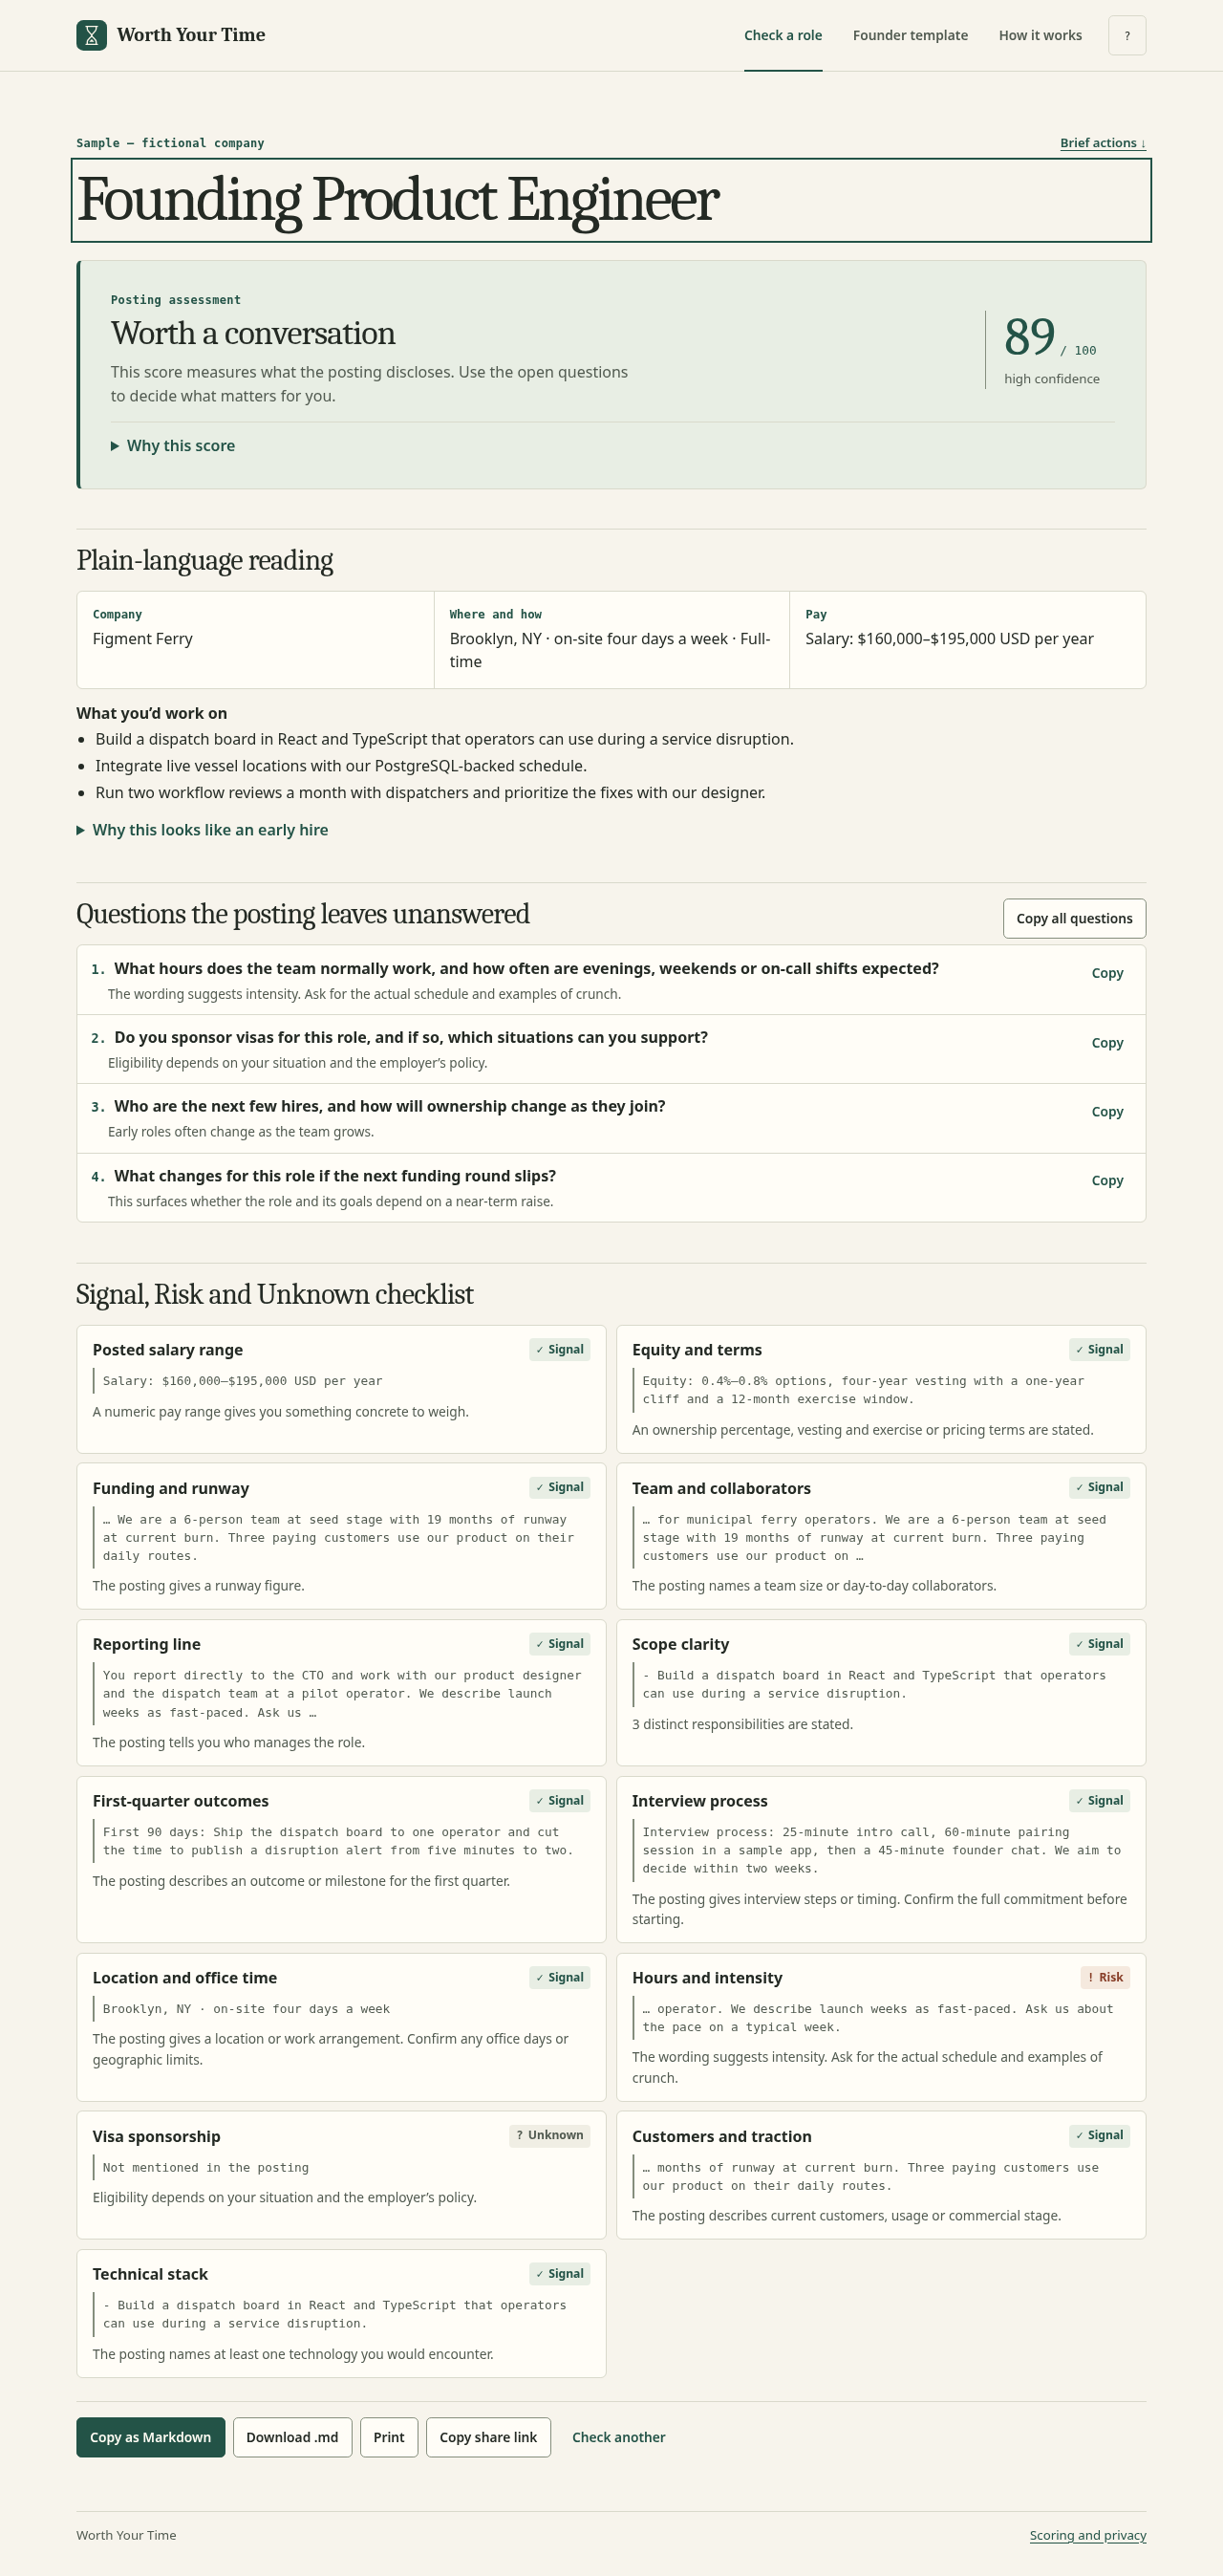 Worth Your Time
Check a role
Founder template
How it works
?
Sample — fictional company
Brief actions ↓
Founding Product Engineer
Posting assessment
Worth a conversation
This score measures what the posting discloses. Use the open questions
to decide what matters for you.
89 / 100
high confidence
▶ Why this score
Plain-language reading
Company
Figment Ferry
Where and how
Brooklyn, NY · on-site four days a week · Full-
time
Pay
Salary: $160,000–$195,000 USD per year
What you’d work on
• Build a dispatch board in React and TypeScript that operators can use during a service disruption.
• Integrate live vessel locations with our PostgreSQL-backed schedule.
• Run two workflow reviews a month with dispatchers and prioritize the fixes with our designer.
▶ Why this looks like an early hire
Questions the posting leaves unanswered
Copy all questions
1. What hours does the team normally work, and how often are evenings, weekends or on-call shifts expected?
The wording suggests intensity. Ask for the actual schedule and examples of crunch.
Copy
2. Do you sponsor visas for this role, and if so, which situations can you support?
Eligibility depends on your situation and the employer’s policy.
Copy
3. Who are the next few hires, and how will ownership change as they join?
Early roles often change as the team grows.
Copy
4. What changes for this role if the next funding round slips?
This surfaces whether the role and its goals depend on a near-term raise.
Copy
Signal, Risk and Unknown checklist
Posted salary range
✓ Signal
Salary: $160,000–$195,000 USD per year
A numeric pay range gives you something concrete to weigh.
Equity and terms
✓ Signal
Equity: 0.4%–0.8% options, four-year vesting with a one-year
cliff and a 12-month exercise window.
An ownership percentage, vesting and exercise or pricing terms are stated.
Funding and runway
✓ Signal
… We are a 6-person team at seed stage with 19 months of runway
at current burn. Three paying customers use our product on their
daily routes.
The posting gives a runway figure.
Team and collaborators
✓ Signal
… for municipal ferry operators. We are a 6-person team at seed
stage with 19 months of runway at current burn. Three paying
customers use our product on …
The posting names a team size or day-to-day collaborators.
Reporting line
✓ Signal
You report directly to the CTO and work with our product designer
and the dispatch team at a pilot operator. We describe launch
weeks as fast-paced. Ask us …
The posting tells you who manages the role.
Scope clarity
✓ Signal
- Build a dispatch board in React and TypeScript that operators
can use during a service disruption.
3 distinct responsibilities are stated.
First-quarter outcomes
✓ Signal
First 90 days: Ship the dispatch board to one operator and cut
the time to publish a disruption alert from five minutes to two.
The posting describes an outcome or milestone for the first quarter.
Interview process
✓ Signal
Interview process: 25-minute intro call, 60-minute pairing
session in a sample app, then a 45-minute founder chat. We aim to
decide within two weeks.
The posting gives interview steps or timing. Confirm the full commitment before
starting.
Location and office time
✓ Signal
Brooklyn, NY · on-site four days a week
The posting gives a location or work arrangement. Confirm any office days or
geographic limits.
Hours and intensity
! Risk
… operator. We describe launch weeks as fast-paced. Ask us about
the pace on a typical week.
The wording suggests intensity. Ask for the actual schedule and examples of
crunch.
Visa sponsorship
? Unknown
Not mentioned in the posting
Eligibility depends on your situation and the employer’s policy.
Customers and traction
✓ Signal
… months of runway at current burn. Three paying customers use
our product on their daily routes.
The posting describes current customers, usage or commercial stage.
Technical stack
✓ Signal
- Build a dispatch board in React and TypeScript that operators
can use during a service disruption.
The posting names at least one technology you would encounter.
Copy as Markdown
Download .md
Print
Copy share link
Check another
Worth Your Time
Scoring and privacy